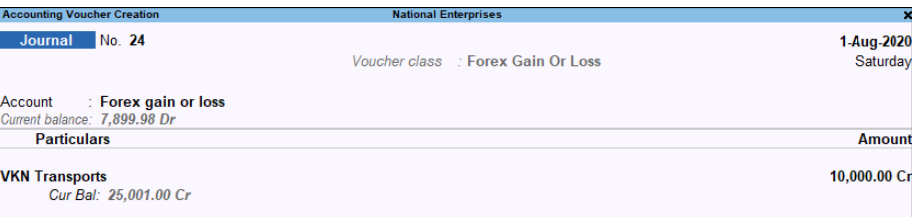 Accounting Voucher Creation National Enterprises x
Journal No. 24 1-Aug-2020
Voucher class : Forex Gain Or Loss Saturday
Account : Forex gain or loss
Current balance: 7,899.98 Dr
Particulars Amount
VKN Transports 10,000.00 Cr
Cur Bal: 25,001.00 Cr